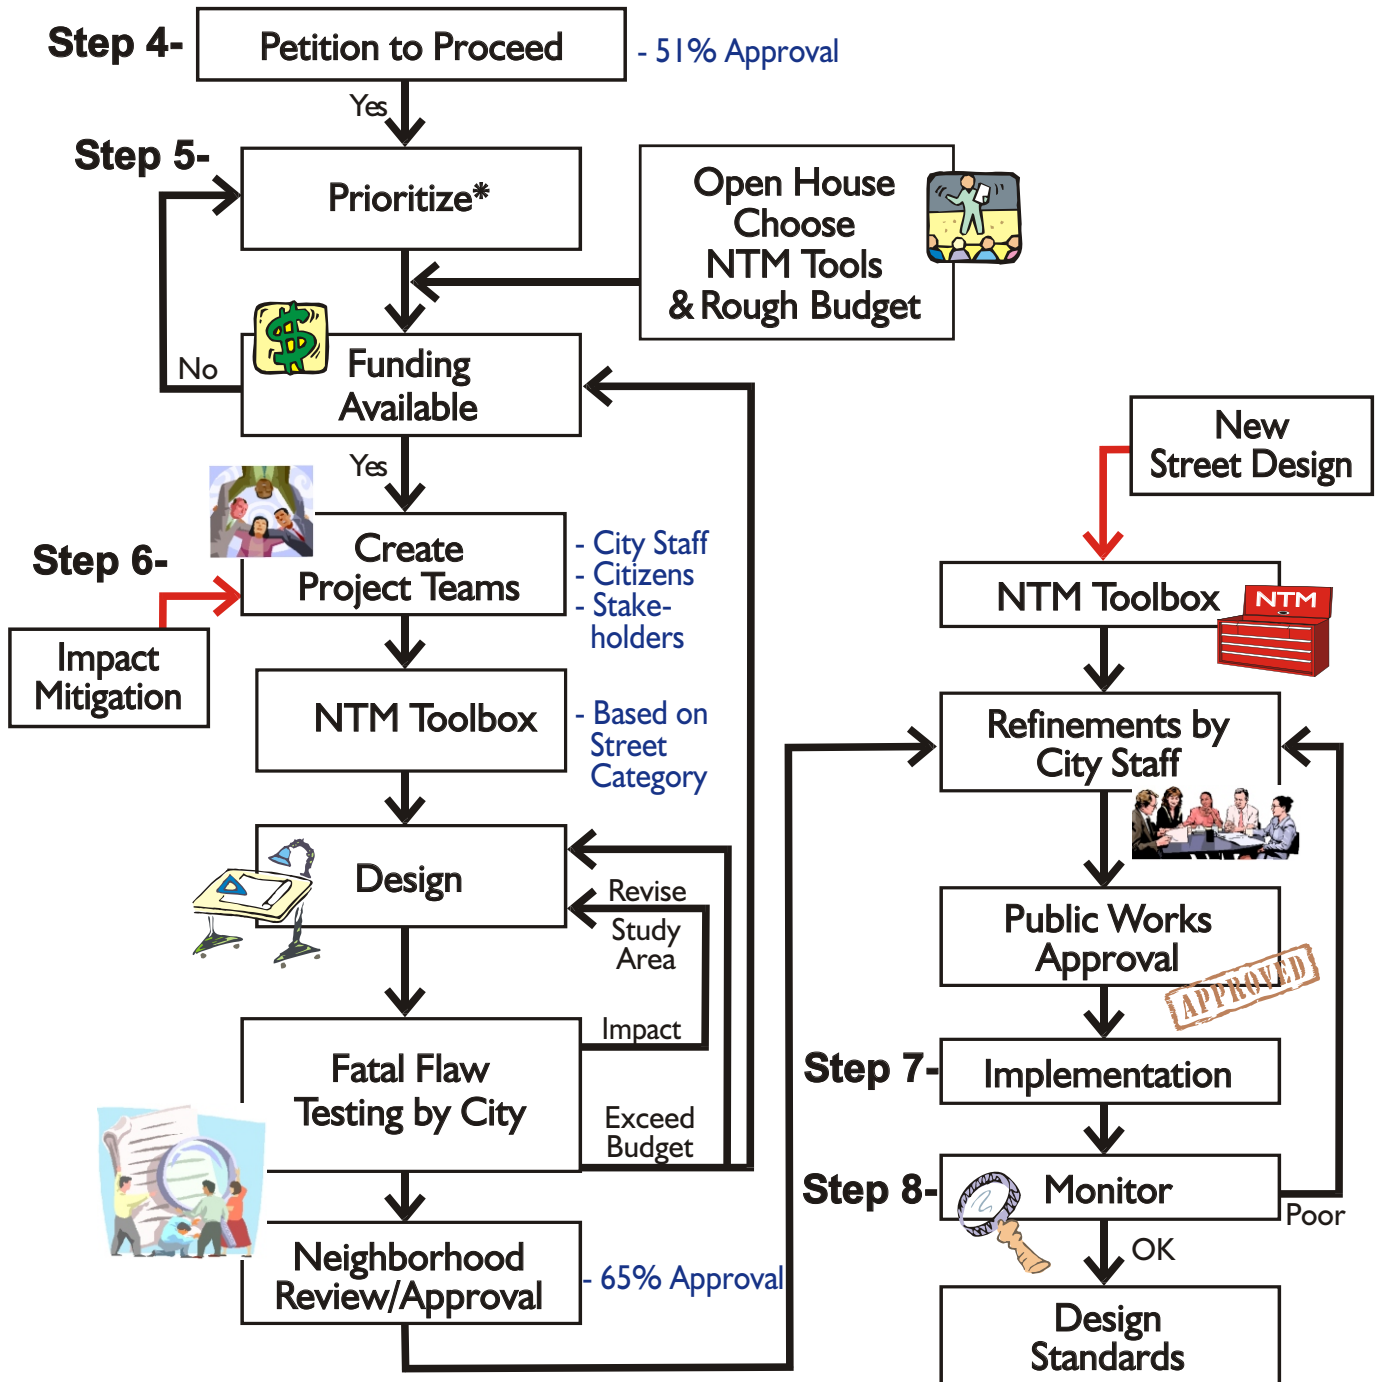 Step 4-
Petition to Proceed
- 51% Approval
Yes
Step 5-
Prioritize*
Open House
Choose
NTM Tools
& Rough Budget
No
Funding
Available
Yes
New
Street Design
Step 6-
Create
Project Teams
- City Staff
- Citizens
- Stake-
holders
Impact
Mitigation
NTM Toolbox
- Based on
Street
Category
Design
Revise
Study
Area
Impact
Fatal Flaw
Testing by City
Exceed
Budget
Neighborhood
Review/Approval
- 65% Approval
NTM Toolbox
NTM
Refinements by
City Staff
Public Works
Approval
APPROVED
Step 7-
Implementation
Step 8-
Monitor
Poor
OK
Design
Standards